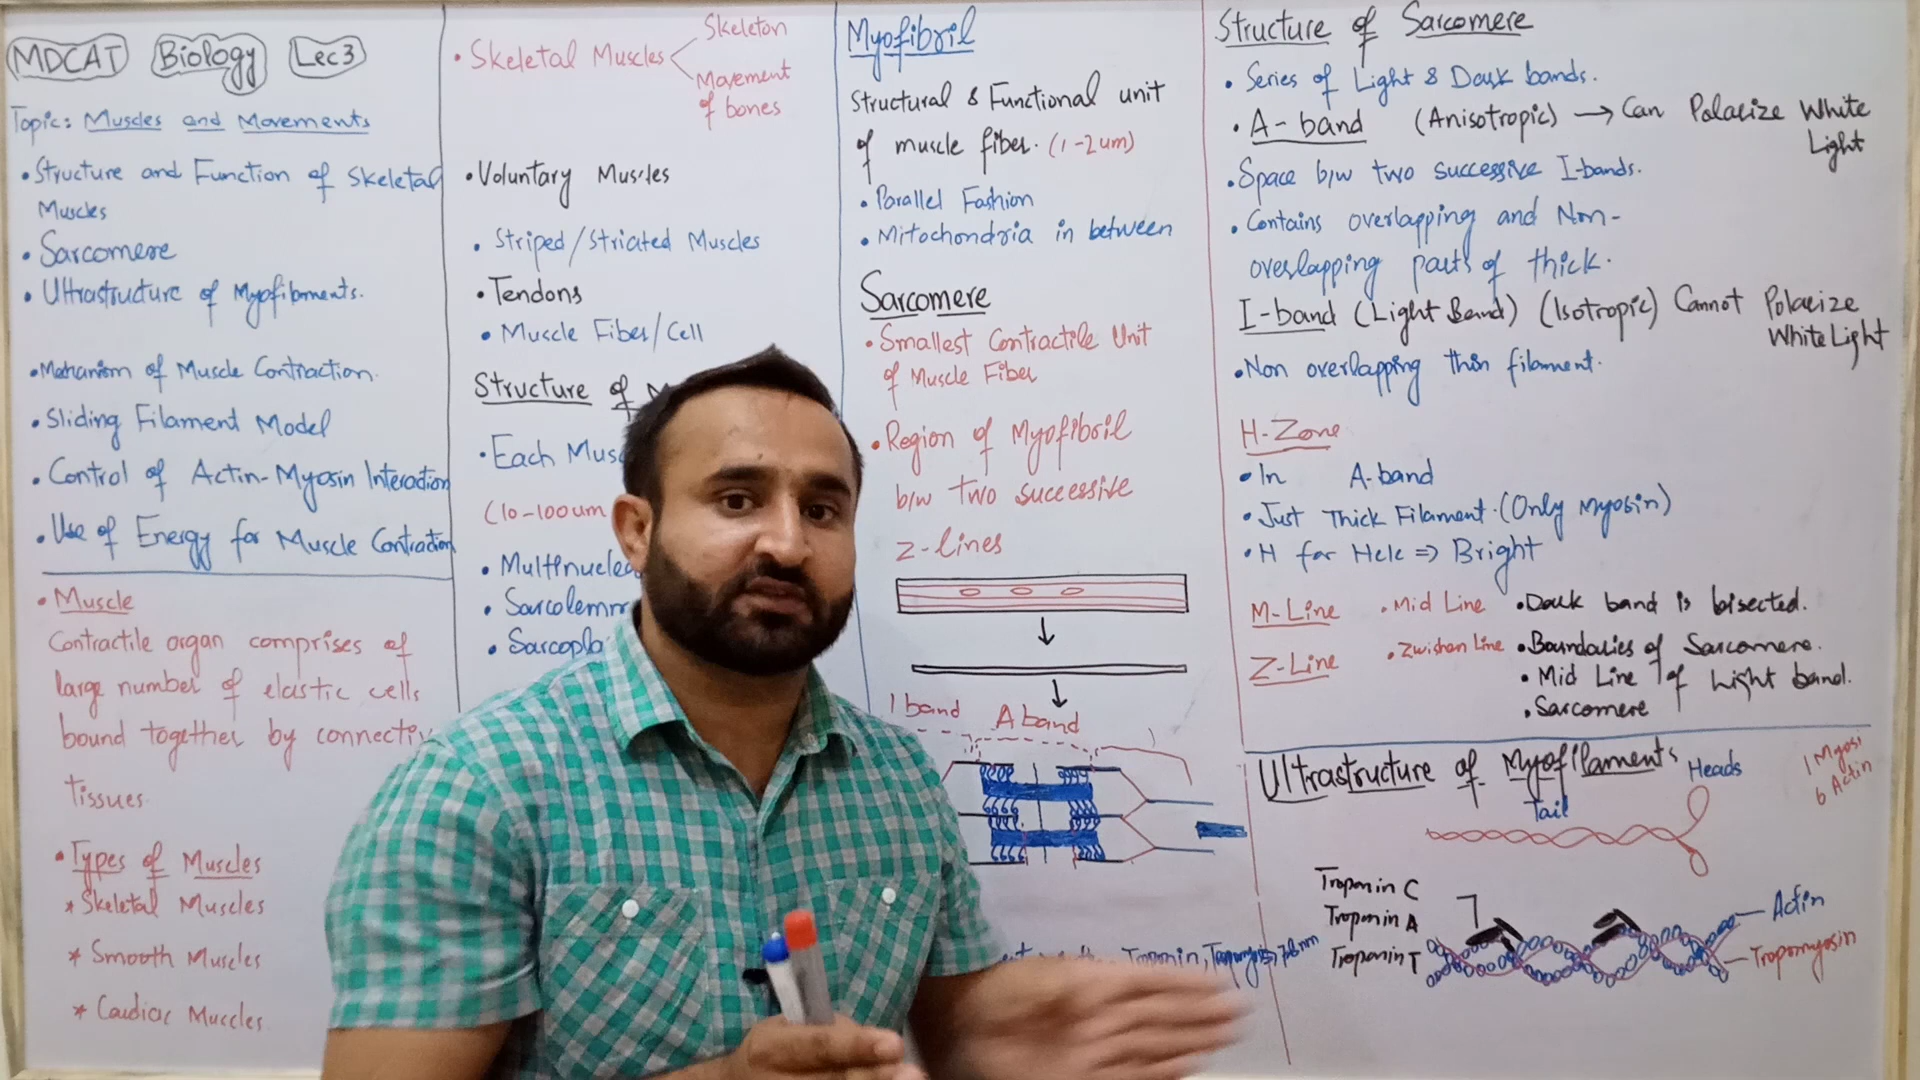 MDCAT Biology Lec3
Topic: Muscles and Movements
• Structure and Function of Skeletal
Muscles
• Sarcomere
• Ultrastructure of Myofilaments.
• Mechanism of Muscle Contraction.
• Sliding Filament Model
• Control of Actin-Myosin Interaction
• Use of Energy for Muscle Contraction
• Muscle
Contractile organ comprises of
large number of elastic cells
bound together by
Tissues.
• Types of Muscles
* Skeletal Muscles
* Smooth Muscles
* Cardiac Muscles
• Skeletal Muscles
Skeleton
Movement
of bones
• Voluntary Muscles
• Striped/Striated Muscles
• Tendons
• Muscle Fiber/Cell
Structure of
• Each
(10-100um
Myofibril
Structural & Functional unit
of muscle fiber. (1-2um)
• Parallel Fashion
• Mitochondria in between
Sarcomere
• Smallest Contractile Unit
of Muscle Fiber
• Region of Myofibril
b/w two successive
Z-lines
I band A band
Troponin,
Structure of Sarcomere
• Series of Light & Dark bands.
• A-band (Anisotropic) → Can Polarize White
Light
• Space b/w two successive I-bands.
• Contains overlapping and Non-
overlapping parts of thick.
I-band (Light Band) (Isotropic) Cannot Polarize
White Light
• Non overlapping thin filament.
H-Zone
• In A-band
• Just Thick Filament. (Only Myosin)
• H for Hele => Bright
M-Line • Mid Line • Dark band is bisected.
Z-Line • Zwishan Line • Boundaries of Sarcomere.
• Mid Line of Light band.
• Sarcomere
Ultrastructure of Myofilaments
Heads
Tail
1 Myosi
6 Actin
Troponin C
Troponin A
Troponin T
Actin
Tropomyosin